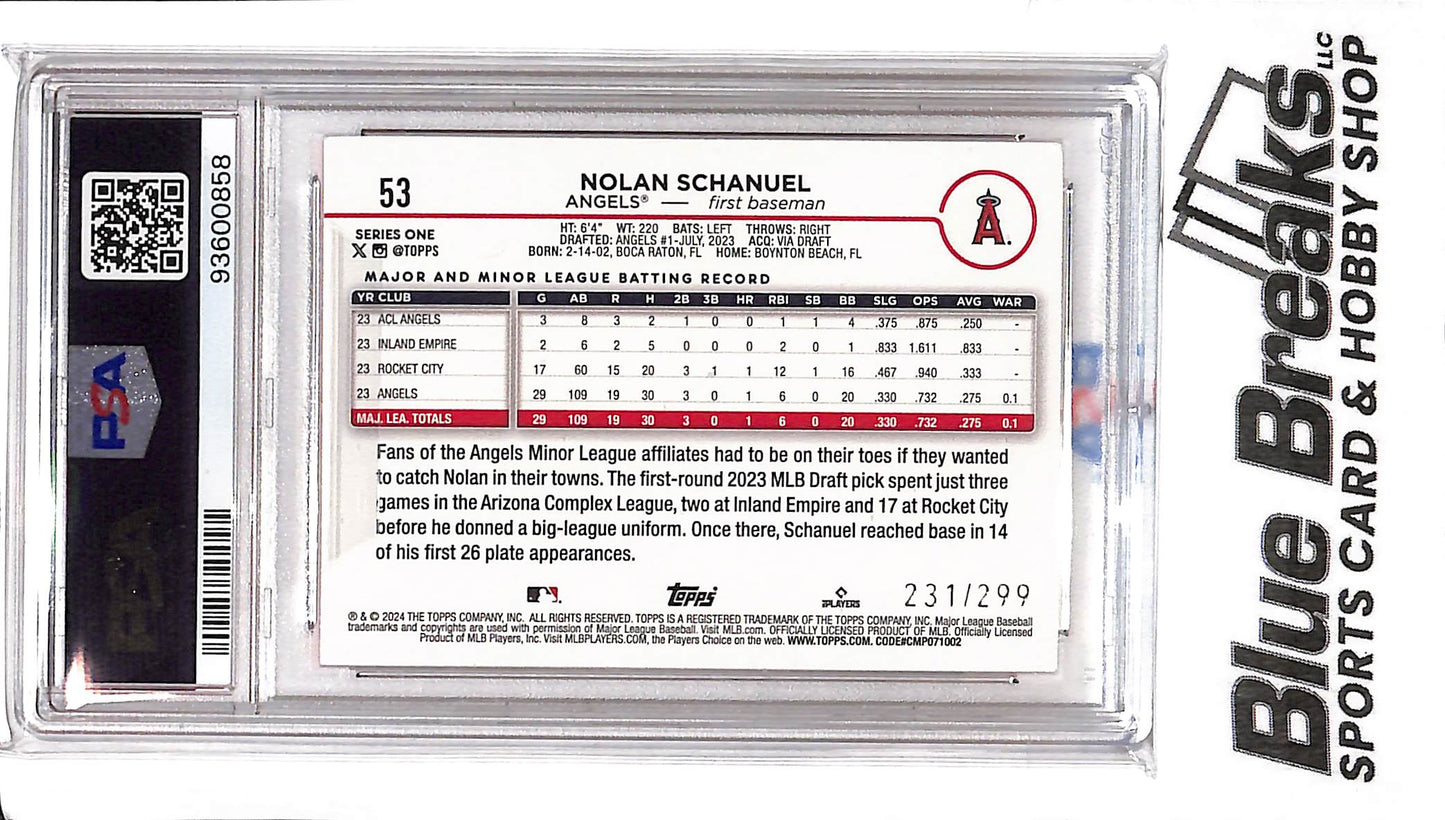 93600858
PSA
53
NOLAN SCHANUEL
ANGELS® — first baseman
A.
SERIES ONE
X @TOPPS
HT: 6'4" WT: 220 BATS: LEFT THROWS: RIGHT
DRAFTED: ANGELS #1-JULY, 2023 ACQ: VIA DRAFT
BORN: 2-14-02, BOCA RATON, FL HOME: BOYNTON BEACH, FL
MAJOR AND MINOR LEAGUE BATTING RECORD
YR CLUB G AB R H 2B 3B HR RBI SB BB SLG OPS AVG WAR
23 ACL ANGELS 3 8 3 2 1 0 0 1 1 4 .375 .875 .250 -
23 INLAND EMPIRE 2 6 2 5 0 0 0 2 0 1 .833 1.611 .833 -
23 ROCKET CITY 17 60 15 20 3 1 1 12 1 16 .467 .940 .333 -
23 ANGELS 29 109 19 30 3 0 1 6 0 20 .330 .732 .275 0.1
MAJ. LEA. TOTALS 29 109 19 30 3 0 1 6 0 20 .330 .732 .275 0.1
Fans of the Angels Minor League affiliates had to be on their toes if they wanted
to catch Nolan in their towns. The first-round 2023 MLB Draft pick spent just three
games in the Arizona Complex League, two at Inland Empire and 17 at Rocket City
before he donned a big-league uniform. Once there, Schanuel reached base in 14
of his first 26 plate appearances.
Topps
PLAYERS
231/299
® & © 2024 THE TOPPS COMPANY, INC. ALL RIGHTS RESERVED. TOPPS IS A REGISTERED TRADEMARK OF THE TOPPS COMPANY, INC. Major League Baseball
trademarks and copyrights are used with permission of Major League Baseball. Visit MLB.com. OFFICIALLY LICENSED PRODUCT OF MLB. Officially Licensed
Product of MLB Players, Inc. Visit MLBPLAYERS.COM, the Players Choice on the web. WWW.TOPPS.COM. CODE#CMP071002
Blue Breaks LLC
SPORTS CARD & HOBBY SHOP